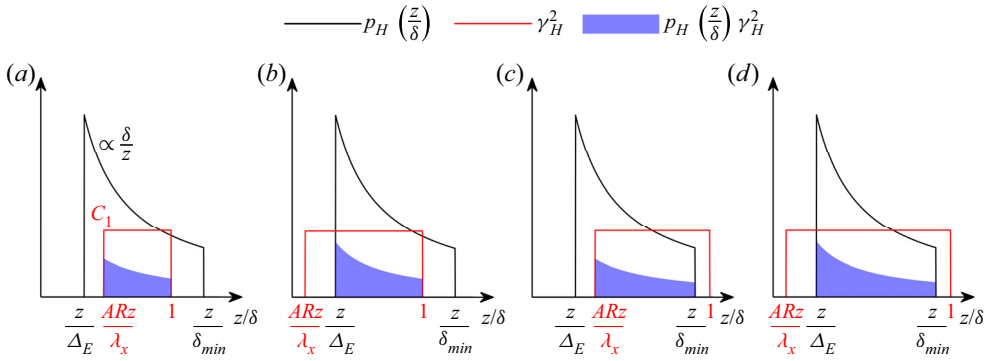 p_H (z/δ) γ_H^2 p_H (z/δ) γ_H^2
(a) (b) (c) (d)
∝ δ/z
C_1
z/Δ_E ARz/λ_x 1 z/δ_min z/δ
ARz/λ_x z/Δ_E 1 z/δ_min z/δ
z/Δ_E ARz/λ_x z/δ_min 1 z/δ
ARz/λ_x z/Δ_E z/δ_min 1 z/δ